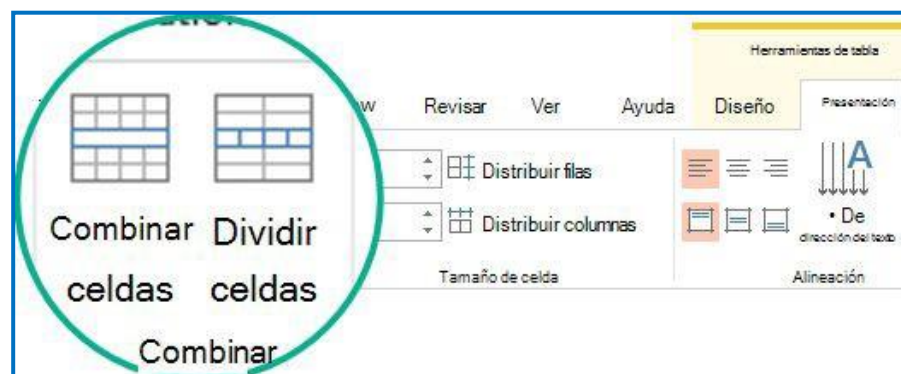 Herramientas de tabla
Revisar Ver Ayuda Diseño Presentación
Combinar celdas
Dividir celdas
Combinar
Distribuir filas
Distribuir columnas
Tamaño de celda
A
• De
dirección del texto
Alineación